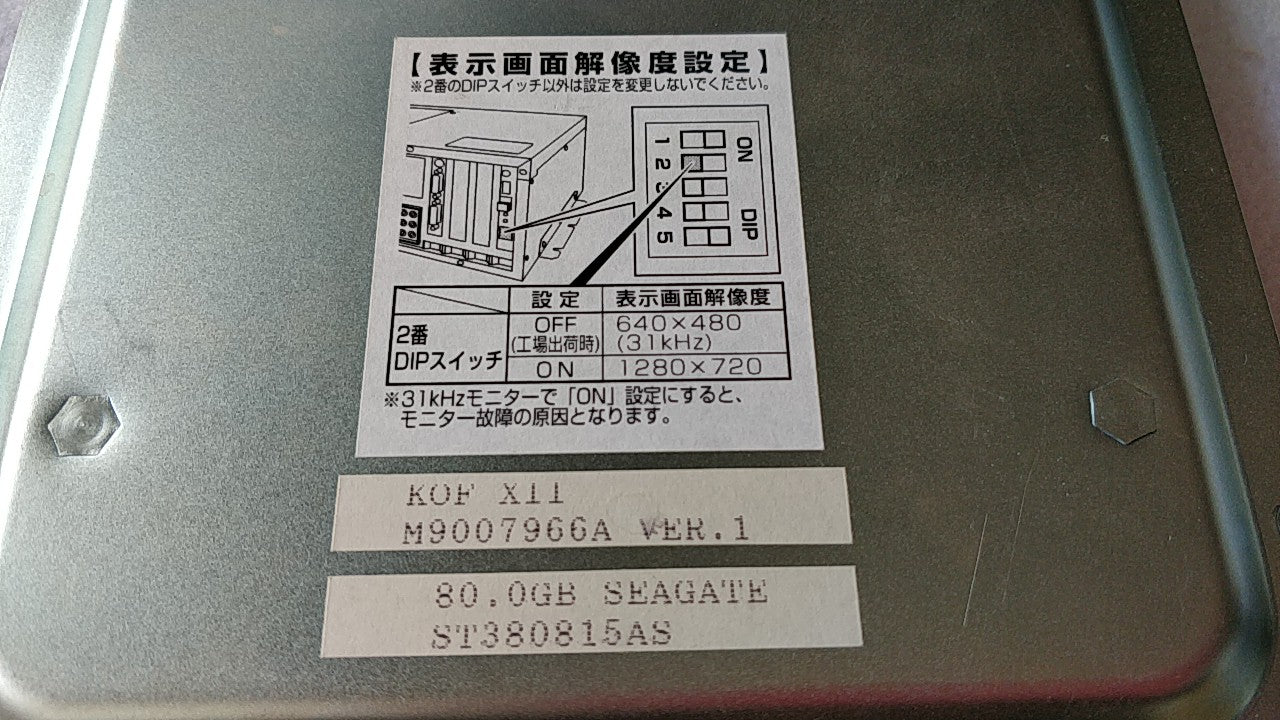 【表示画面解像度設定】
※2番のDIPスイッチ以外は設定を変更しないでください。
ON
1
2
3
4
5
DIP
設定 表示画面解像度
2番
DIPスイッチ
OFF
(工場出荷時)
640×480
(31kHz)
ON 1280×720
※31kHzモニターで「ON」設定にすると、
モニター故障の原因となります。
KOF XII
M9007966A VER.1
80.0GB SEAGATE
ST380815AS